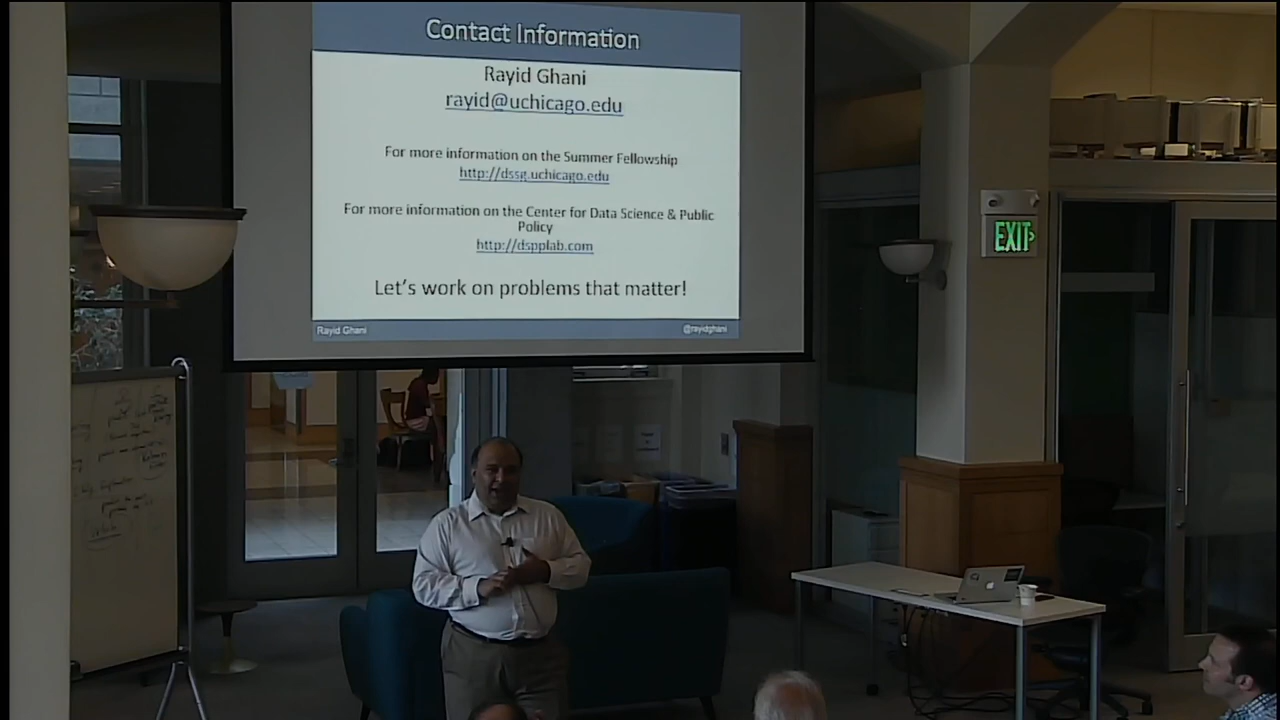 Contact Information
Rayid Ghani
rayid@uchicago.edu
For more information on the Summer Fellowship
http://dssg.uchicago.edu
For more information on the Center for Data Science & Public
Policy
http://dspplab.com
Let's work on problems that matter!
Rayid Ghani
@rayidghani
EXIT